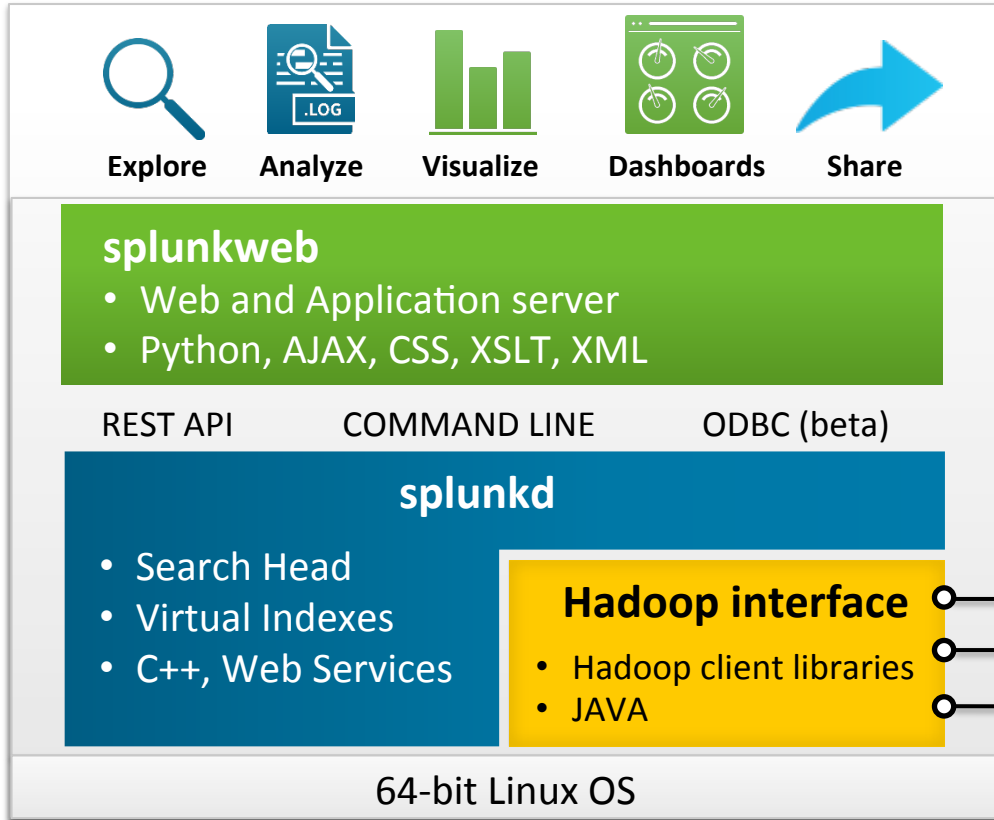 .LOG
Explore Analyze Visualize Dashboards Share
splunkweb
• Web and Application server
• Python, AJAX, CSS, XSLT, XML
REST API COMMAND LINE ODBC (beta)
splunkd
• Search Head
• Virtual Indexes
• C++, Web Services
Hadoop interface
• Hadoop client libraries
• JAVA
64-bit Linux OS